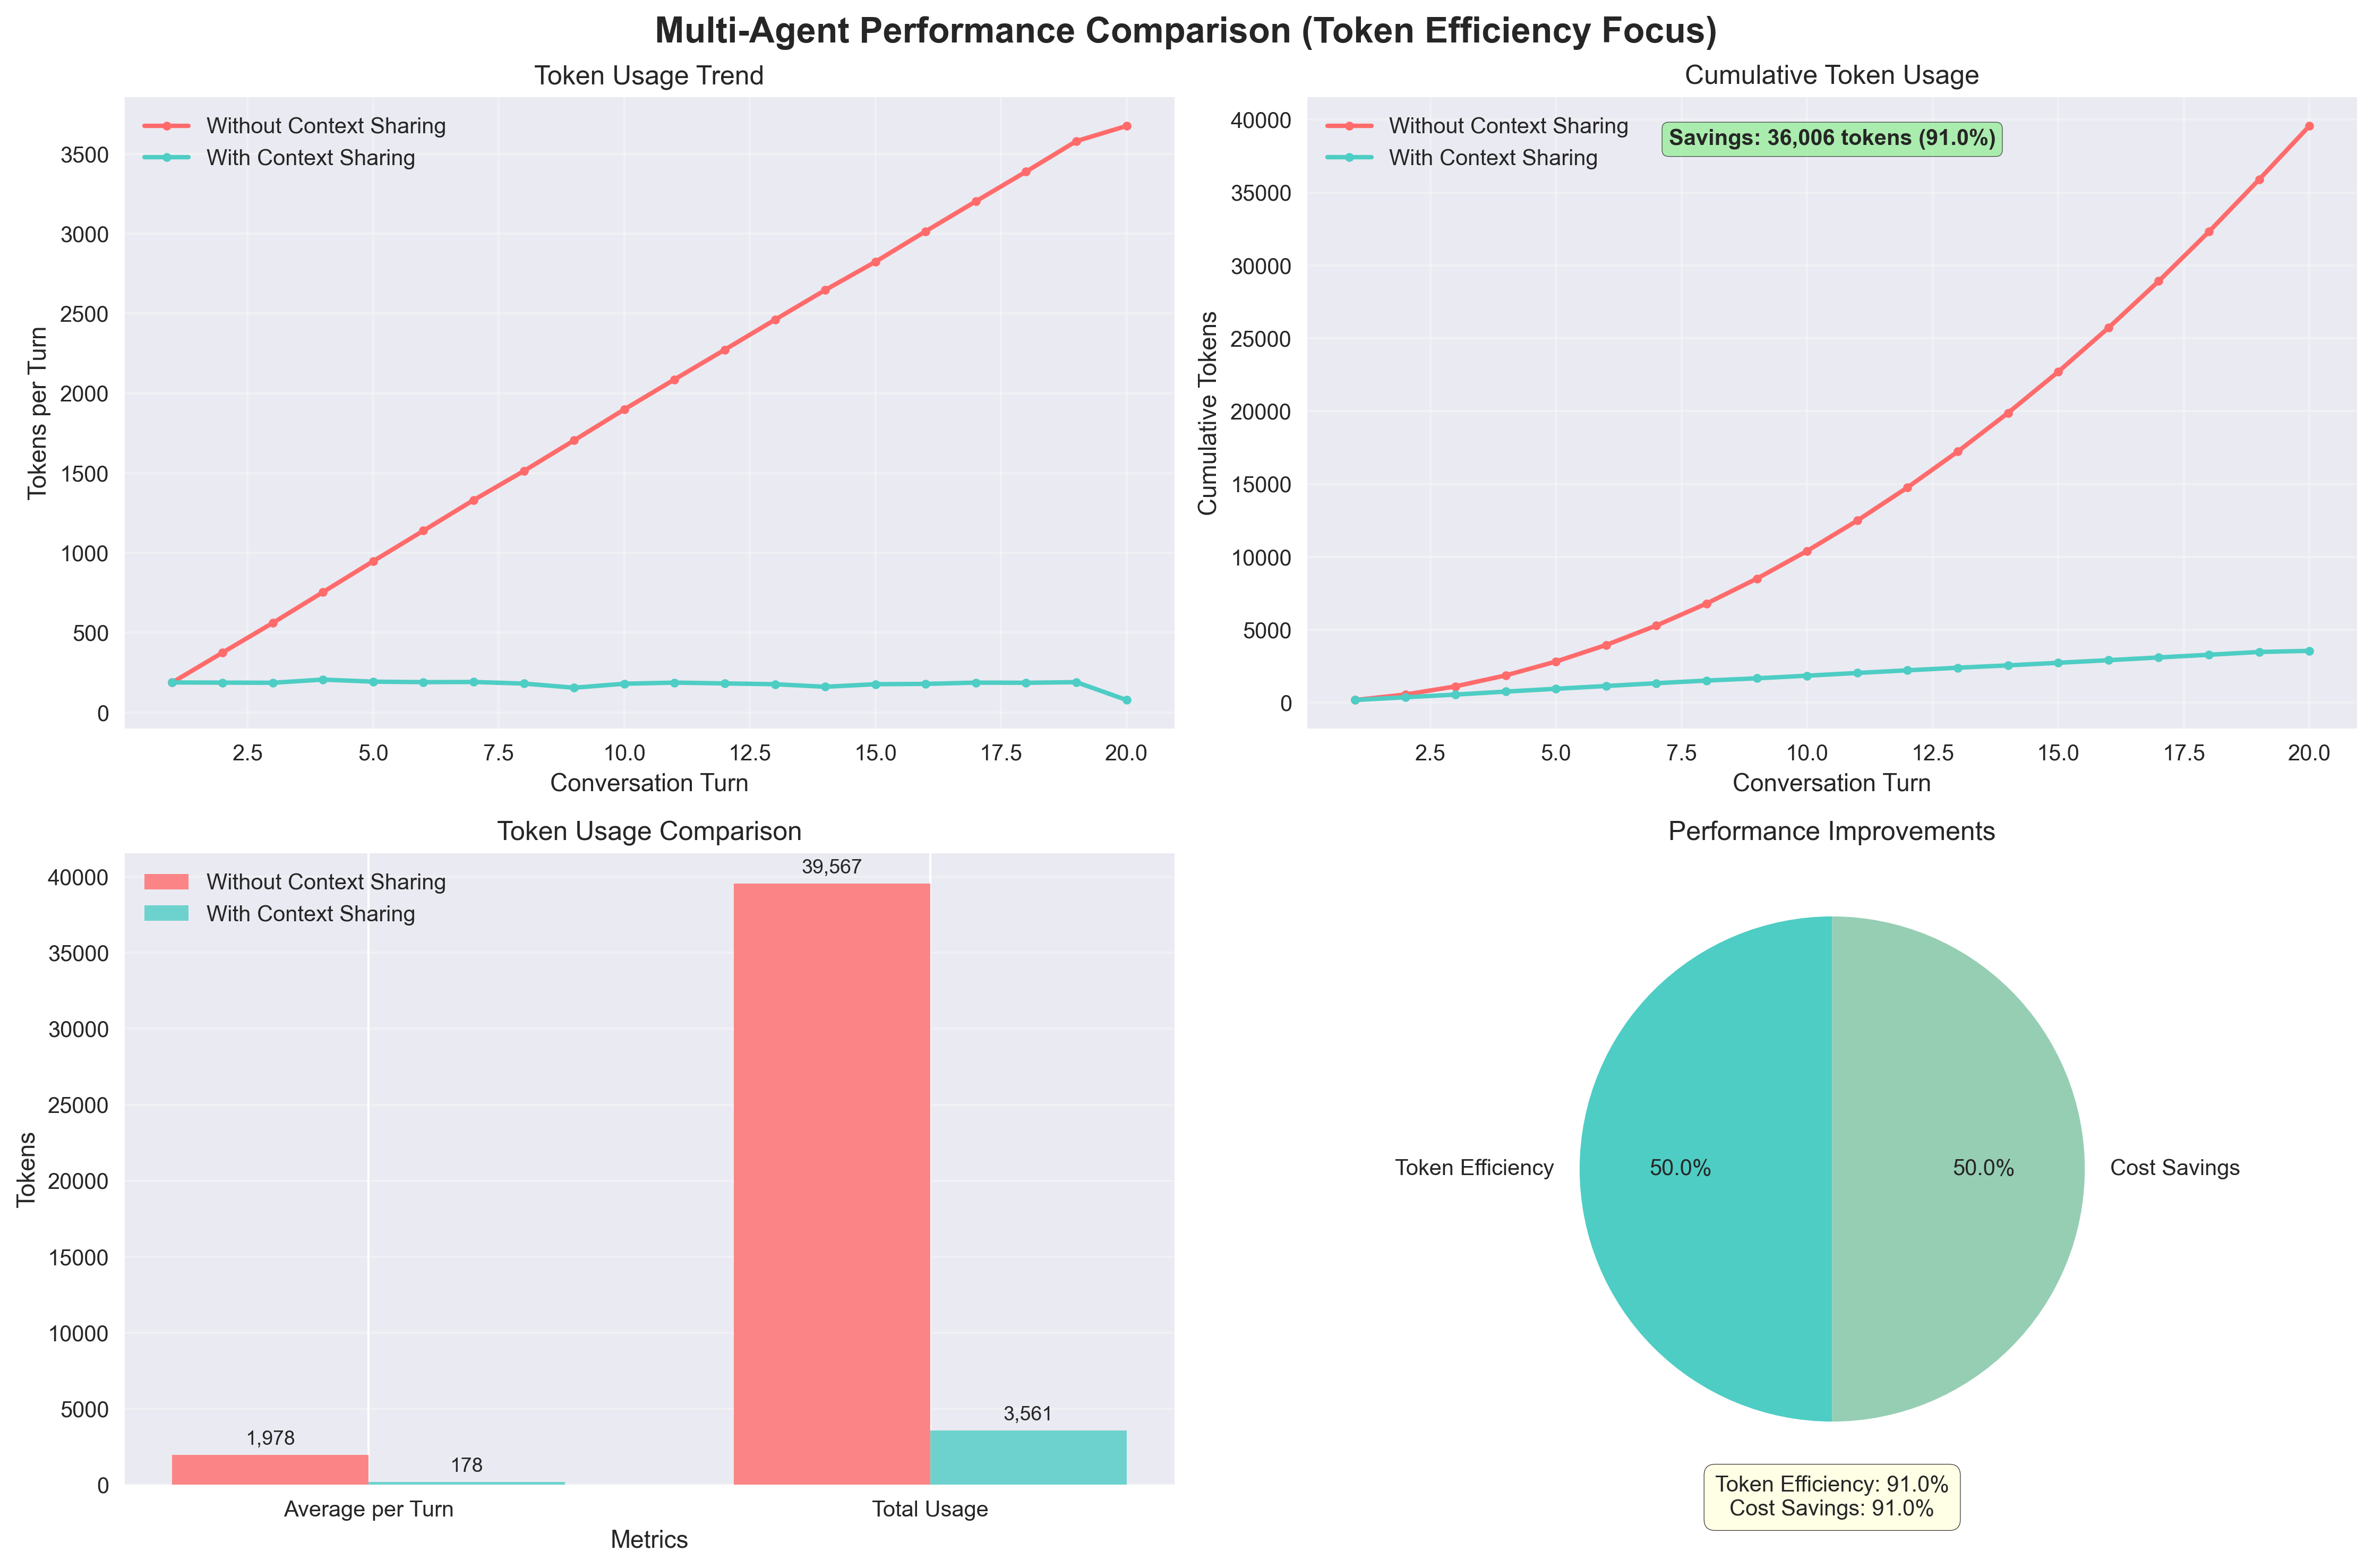 Multi-Agent Performance Comparison (Token Efficiency Focus)
Token Usage Trend
Without Context Sharing
With Context Sharing
3500
3000
2500
2000
1500
1000
500
0
Tokens per Turn
2.5 5.0 7.5 10.0 12.5 15.0 17.5 20.0
Conversation Turn
Cumulative Token Usage
Without Context Sharing
With Context Sharing
Savings: 36,006 tokens (91.0%)
40000
35000
30000
25000
20000
15000
10000
5000
0
Cumulative Tokens
2.5 5.0 7.5 10.0 12.5 15.0 17.5 20.0
Conversation Turn
Token Usage Comparison
Without Context Sharing
With Context Sharing
40000
35000
30000
25000
20000
15000
10000
5000
0
Tokens
1,978
178
39,567
3,561
Average per Turn Total Usage
Metrics
Performance Improvements
Token Efficiency
50.0%
50.0%
Cost Savings
Token Efficiency: 91.0%
Cost Savings: 91.0%